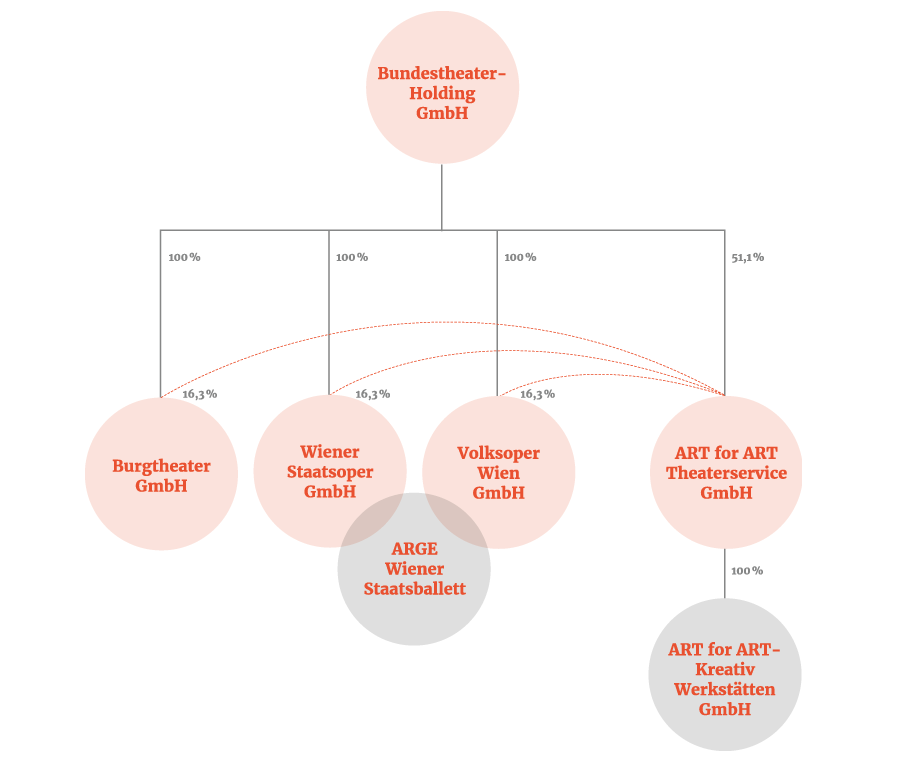 Bundestheater-
Holding
GmbH
100%
100%
100%
51,1%
16,3%
16,3%
16,3%
Burgtheater
GmbH
Wiener
Staatsoper
GmbH
Volksoper
Wien
GmbH
ART for ART
Theaterservice
GmbH
ARGE
Wiener
Staatsballett
100%
ART for ART-
Kreativ
Werkstätten
GmbH